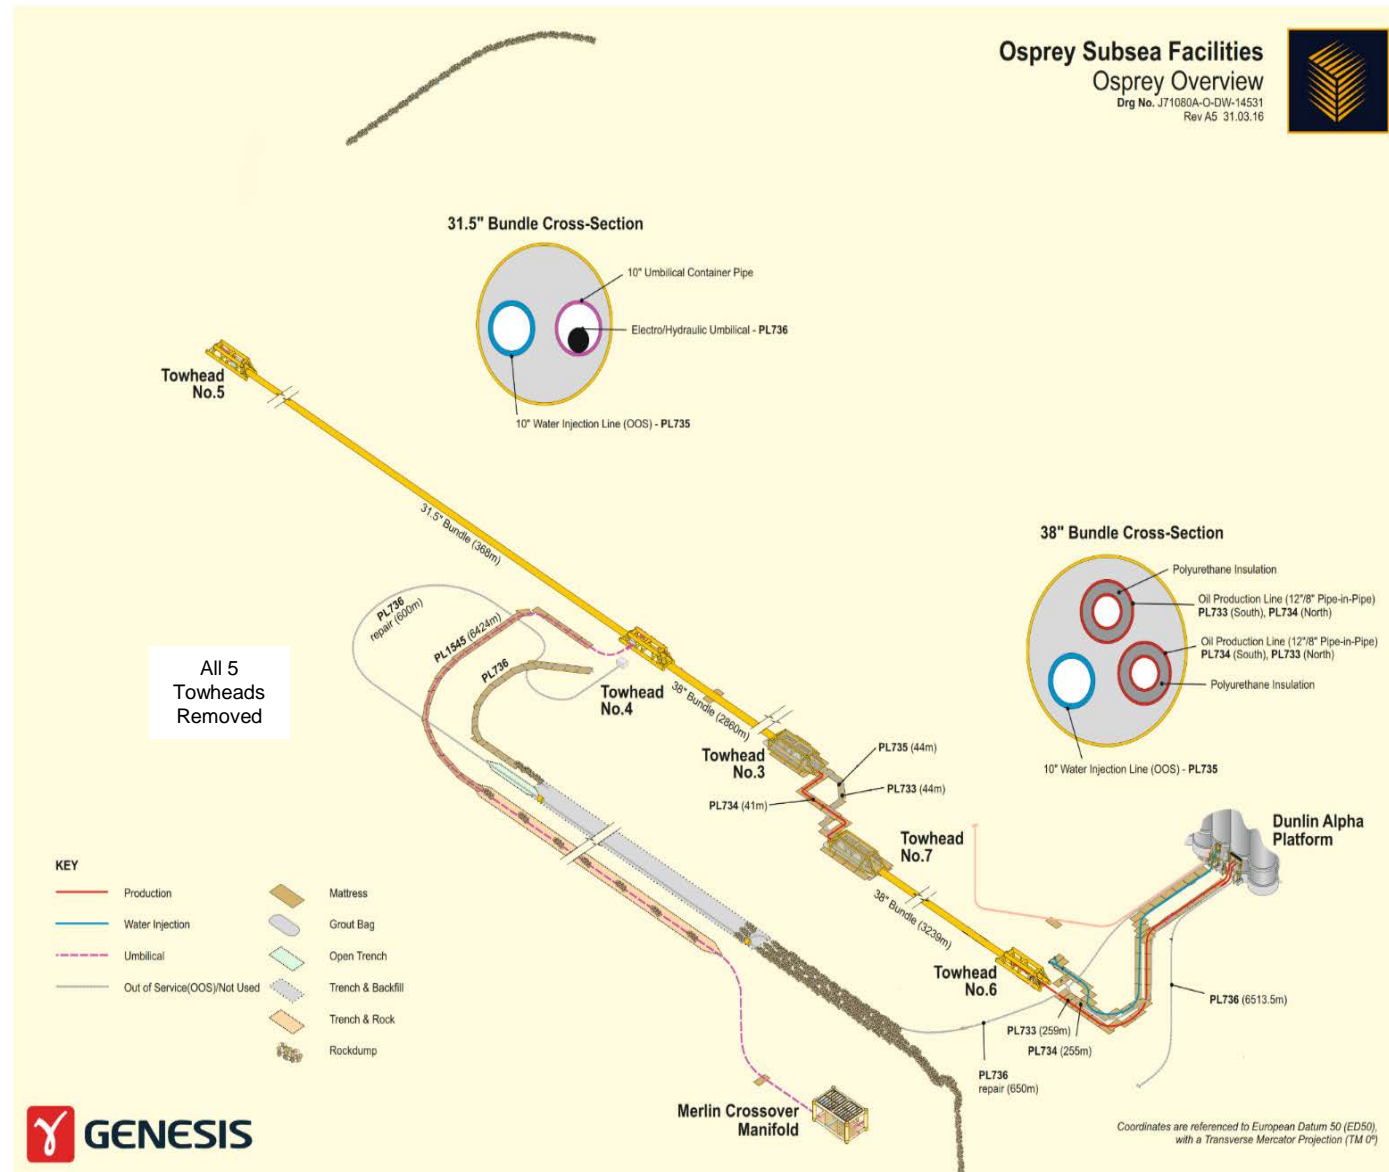 Osprey Subsea Facilities
Osprey Overview
Drg No. J71080A-O-DW-14531
Rev A5 31.03.16
31.5" Bundle Cross-Section
10" Umbilical Container Pipe
Electro/Hydraulic Umbilical - PL736
10" Water Injection Line (OOS) - PL735
Towhead
No.5
31.5" Bundle (368m)
38" Bundle Cross-Section
Polyurethane Insulation
Oil Production Line (12"/8" Pipe-in-Pipe)
PL733 (South), PL734 (North)
Oil Production Line (12"/8" Pipe-in-Pipe)
PL734 (South), PL733 (North)
Polyurethane Insulation
10" Water Injection Line (OOS) - PL735
PL736
repair (600m)
PL1545 (6424m)
PL736
All 5
Towheads
Removed
Towhead
No.4
38" Bundle (2860m)
Towhead
No.3
PL735 (44m)
PL733 (44m)
PL734 (41m)
Towhead
No.7
38" Bundle (3239m)
Dunlin Alpha
Platform
Towhead
No.6
PL733 (259m)
PL734 (255m)
PL736 (6513.5m)
PL736
repair (650m)
KEY
Production
Water Injection
Umbilical
Out of Service(OOS)/Not Used
Mattress
Grout Bag
Open Trench
Trench & Backfill
Trench & Rock
Rockdump
Merlin Crossover
Manifold
GENESIS
Coordinates are referenced to European Datum 50 (ED50),
with a Transverse Mercator Projection (TM 0º)